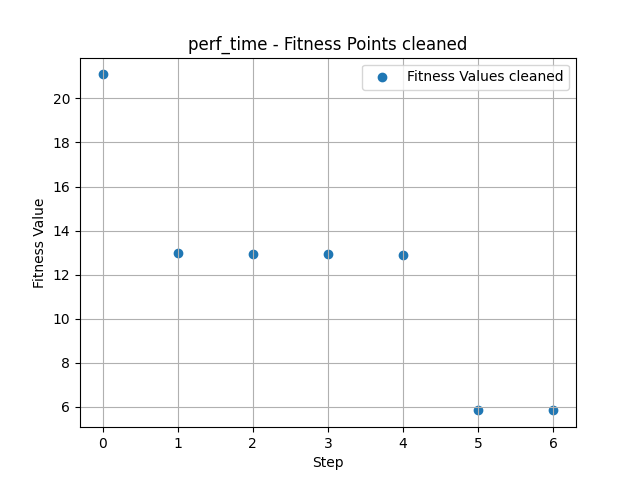 perf_time - Fitness Points cleaned
Fitness Values cleaned
Fitness Value
20
18
16
14
12
10
8
6
0 1 2 3 4 5 6
Step